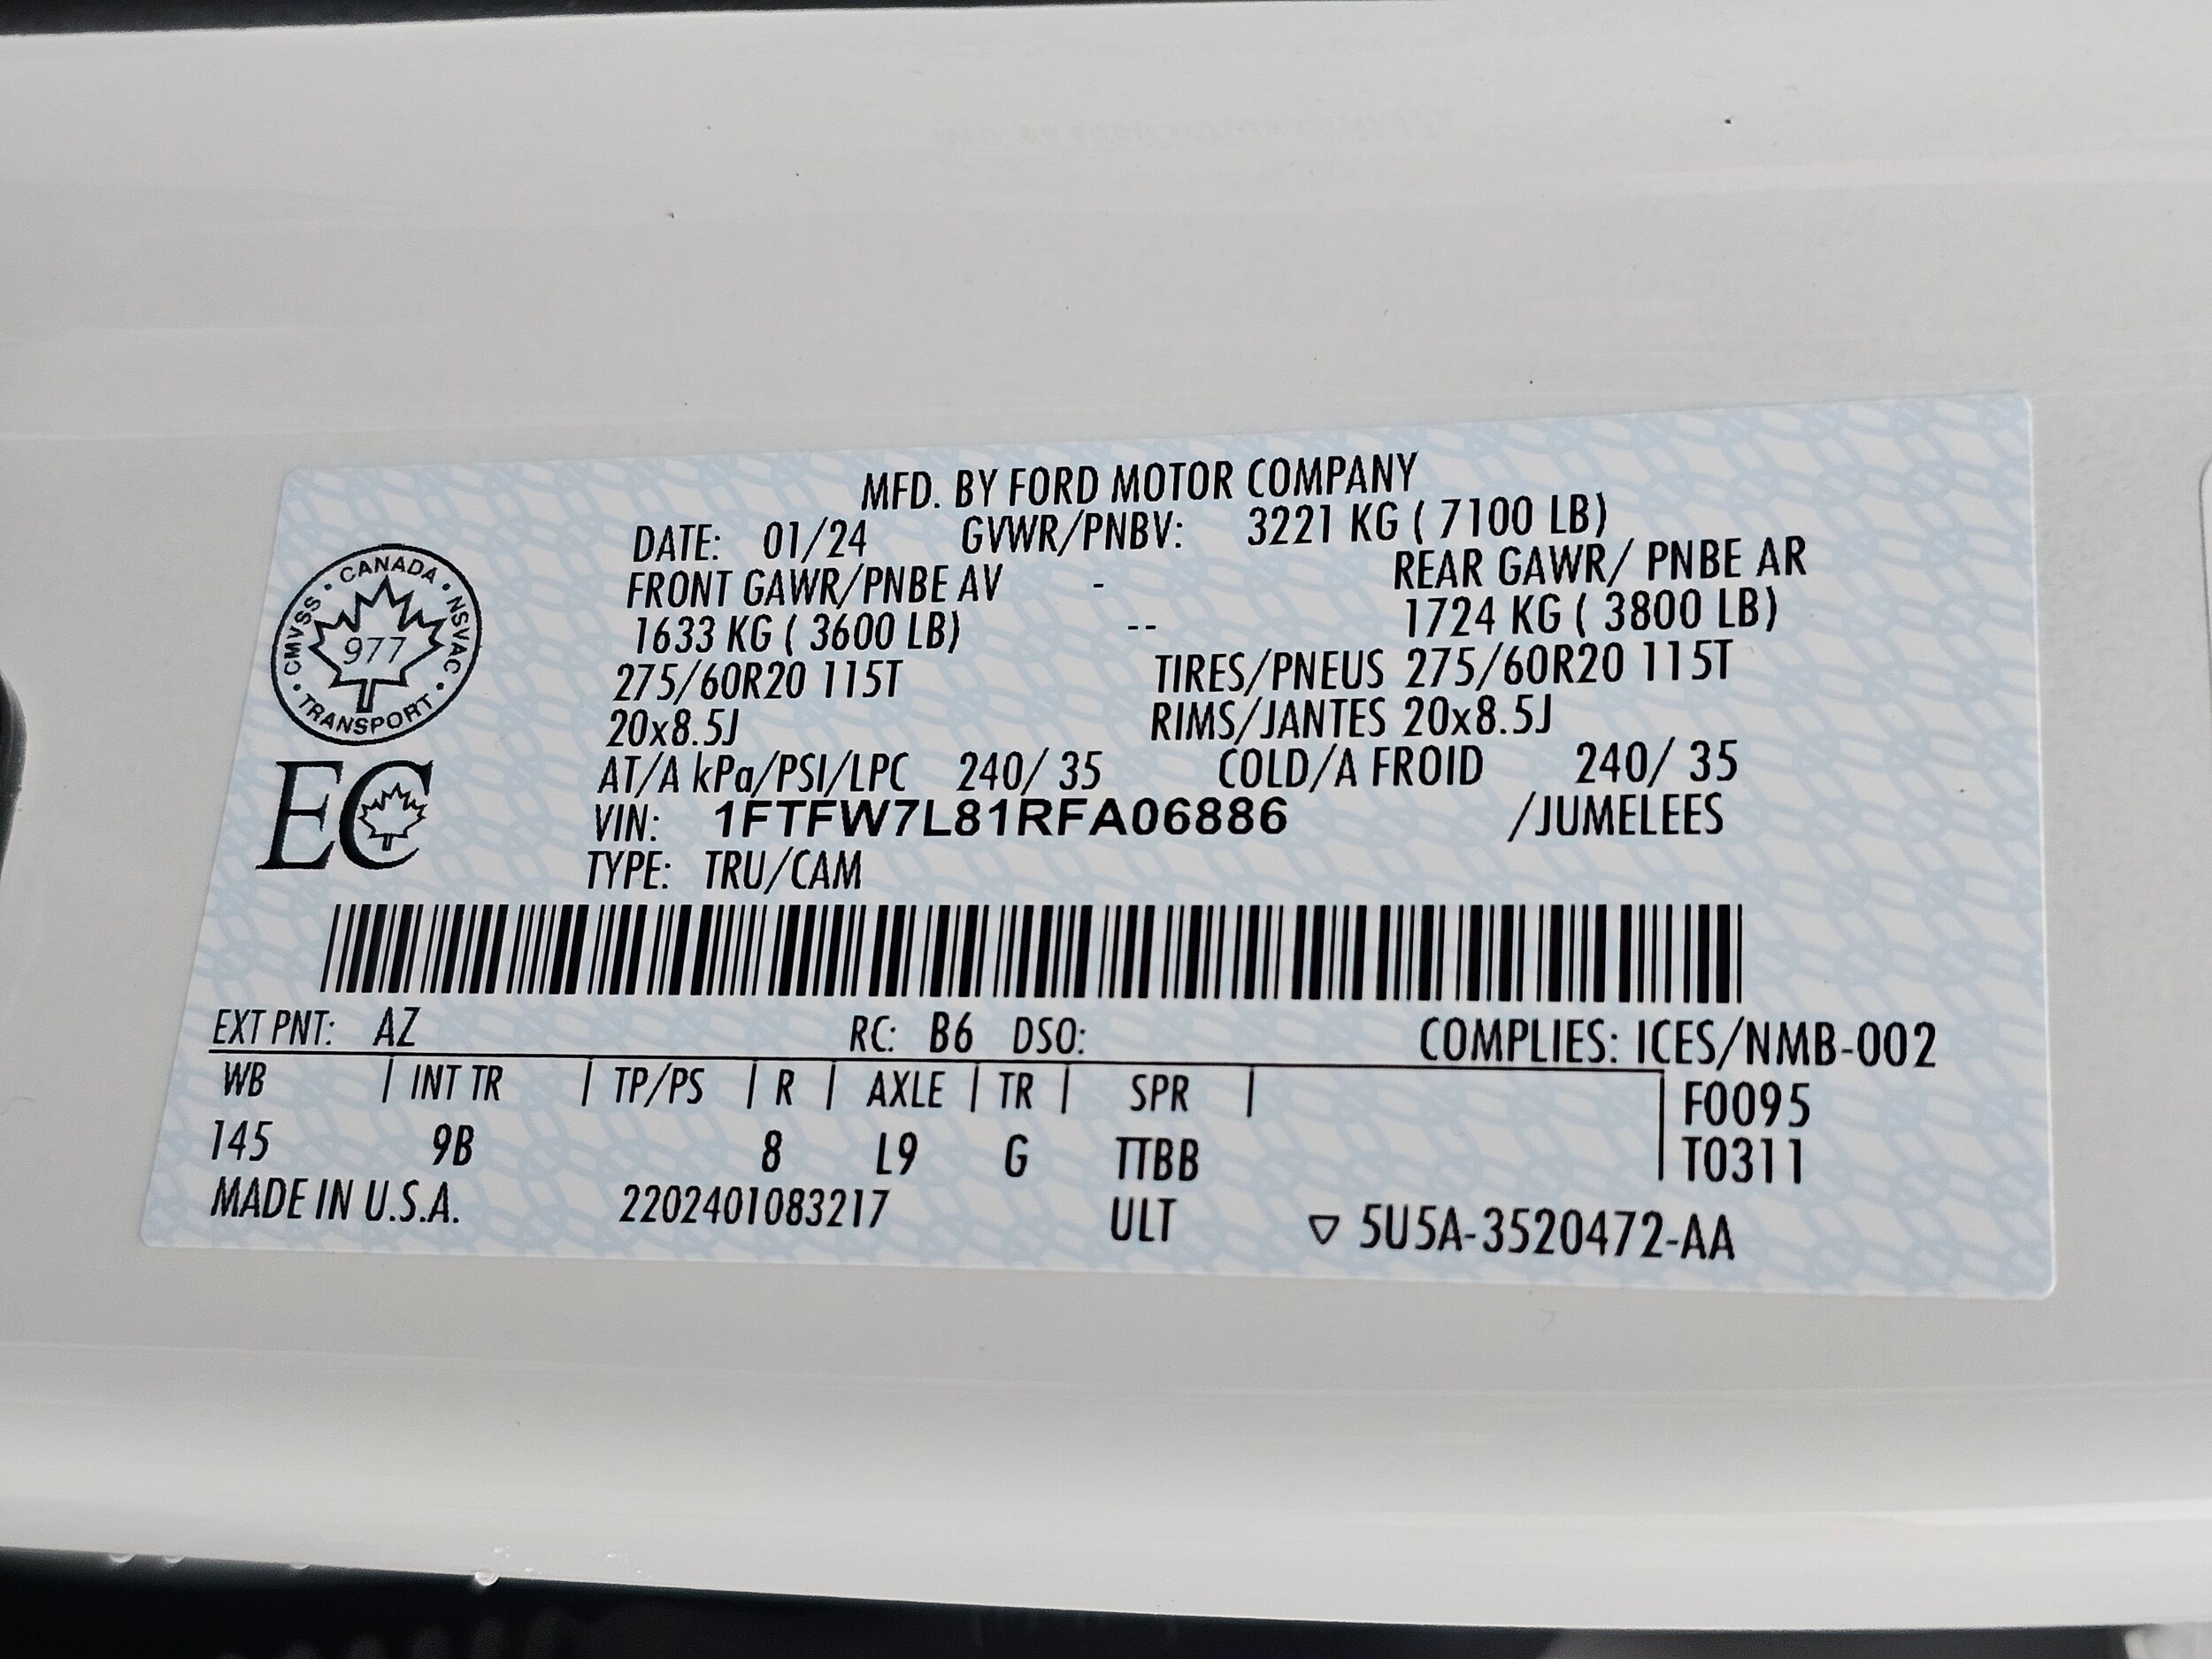 MFD. BY FORD MOTOR COMPANY
DATE: 01/24 GVWR/PNBV: 3221 KG ( 7100 LB)
FRONT GAWR/PNBE AV - REAR GAWR/ PNBE AR
1633 KG ( 3600 LB) -- 1724 KG ( 3800 LB)
275/60R20 115T TIRES/PNEUS 275/60R20 115T
20x8.5J RIMS/JANTES 20x8.5J
AT/A kPa/PSI/LPC 240/ 35 COLD/A FROID 240/ 35
VIN: 1FTFW7L81RFA06886 /JUMELEES
TYPE: TRU/CAM
CANADA • NSVAC • TRANSPORT • CMVSS •
977
EC
EXT PNT: AZ RC: B6 DSO: COMPLIES: ICES/NMB-002
WB | INT TR | TP/PS | R | AXLE | TR | SPR | F0095
145 9B 8 L9 G TTBB T0311
MADE IN U.S.A. 2202401083217 ULT ▽ 5U5A-3520472-AA